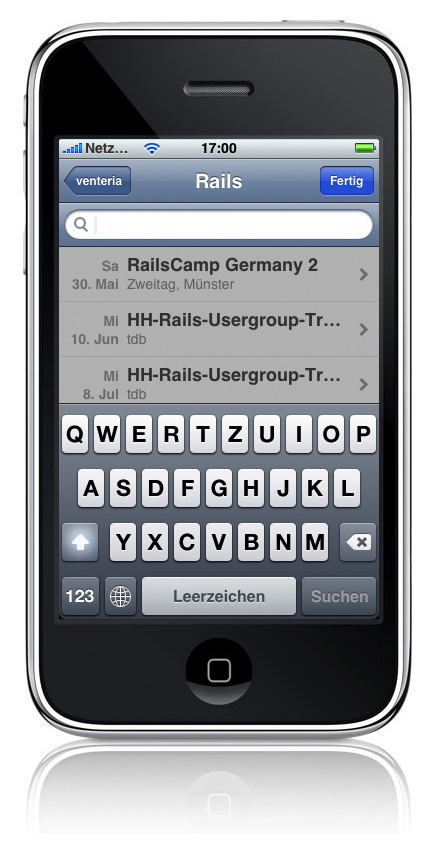 Netz... 17:00
venteria Rails Fertig
Sa RailsCamp Germany 2
30. Mai Zweitag, Münster
Mi HH-Rails-Usergroup-Tr...
10. Jun tdb
Mi HH-Rails-Usergroup-Tr...
8. Jul tdb
Q W E R T Z U I O P
A S D F G H J K L
Y X C V B N M
123 Leerzeichen Suchen